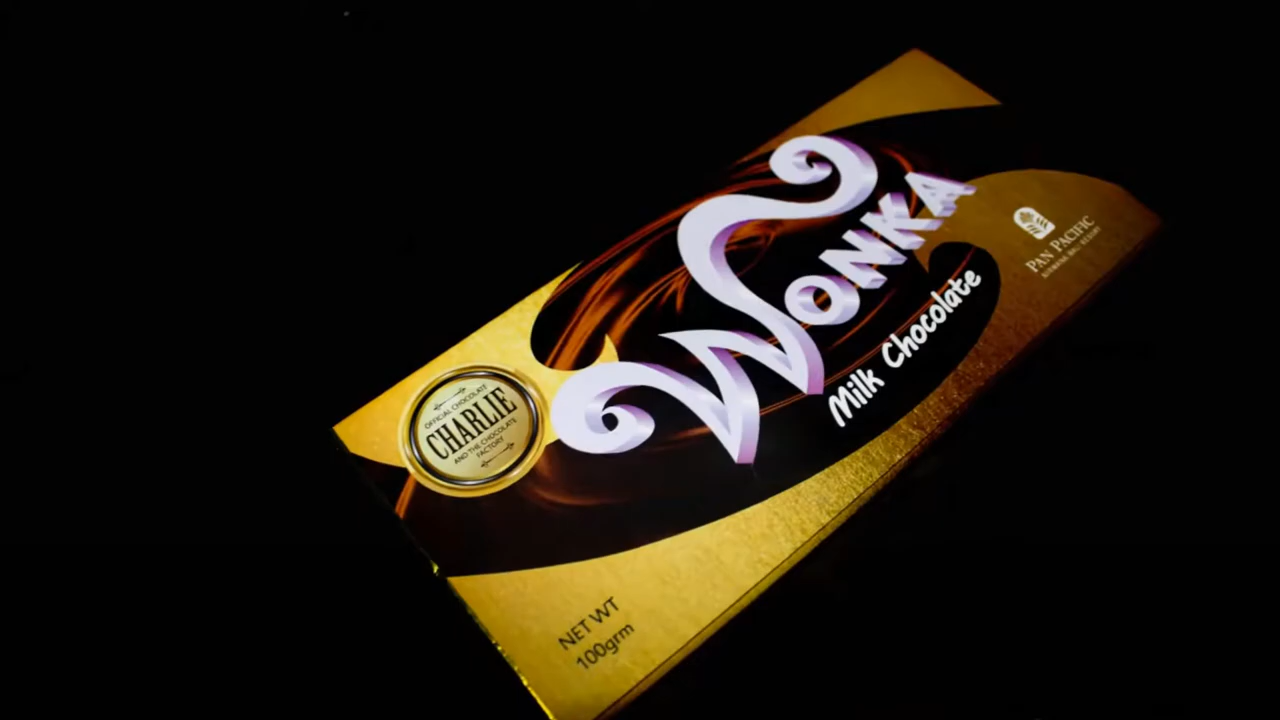 WONKA
Milk Chocolate
PAN PACIFIC
OFFICIAL CHOCOLATE
CHARLIE
AND THE CHOCOLATE
FACTORY
NET WT
100grm